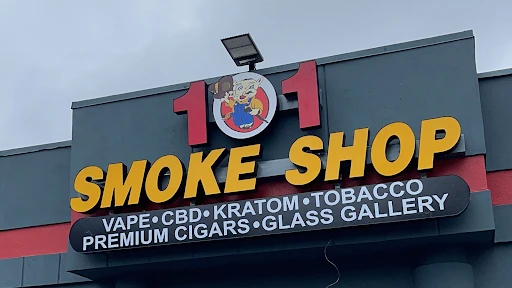 101
SMOKE SHOP
VAPE•CBD•KRATOM•TOBACCO
PREMIUM CIGARS•GLASS GALLERY